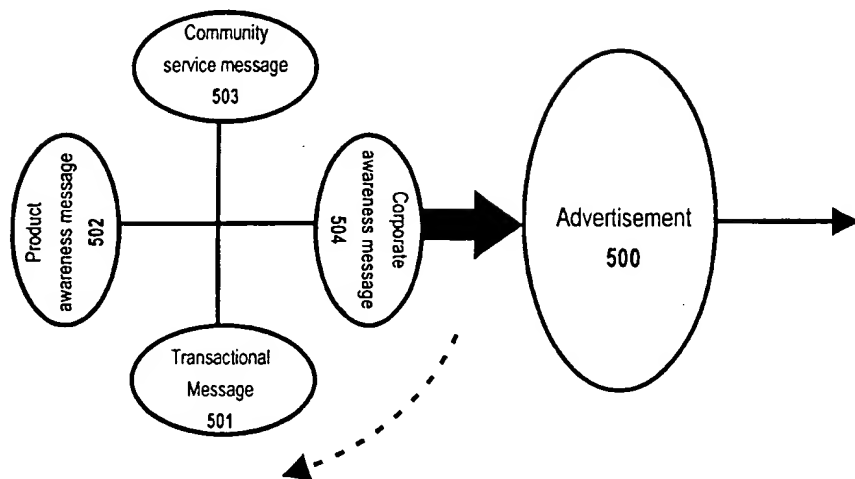 Community
service message
503
Product
awareness message
502
Corporate
awareness message
504
Advertisement
500
Transactional
Message
501